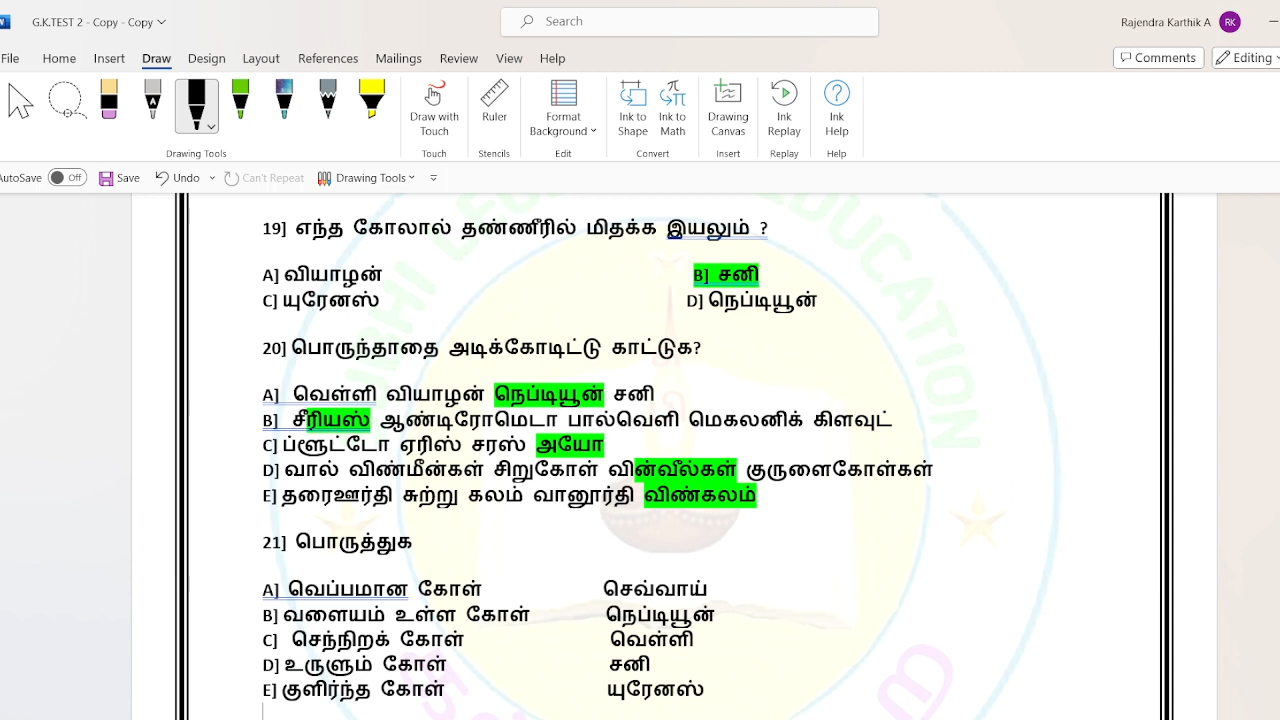 G.K.TEST 2 - Copy - Copy
Search
Rajendra Karthik A RK
File Home Insert Draw Design Layout References Mailings Review View Help
Comments Editing
Draw with Touch
Ruler
Format Background
Ink to Shape
Ink to Math
Drawing Canvas
Ink Replay
Ink Help
Drawing Tools Touch Stencils Edit Convert Insert Replay Help
AutoSave Off Save Undo Can't Repeat Drawing Tools
19] எந்த கோலால் தண்ணீரில் மிதக்க இயலும் ?
A] வியாழன் B] சனி
C] யுரேனஸ் D] நெப்டியூன்
20] பொருந்தாதை அடிக்கோடிட்டு காட்டுக?
A] வெள்ளி வியாழன் நெப்டியூன் சனி
B] சீரியஸ் ஆண்டிரோமெடா பால்வெளி மெகலனிக் கிளவுட்
C] ப்ளூட்டோ ஏரிஸ் சரஸ் அயோ
D] வால் விண்மீன்கள் சிறுகோள் வின்வீல்கள் குருளைகோள்கள்
E] தரைஊர்தி சுற்று கலம் வானூர்தி விண்கலம்
21] பொருத்துக
A] வெப்பமான கோள் செவ்வாய்
B] வளையம் உள்ள கோள் நெப்டியூன்
C] செந்நிறக் கோள் வெள்ளி
D] உருளும் கோள் சனி
E] குளிர்ந்த கோள் யுரேனஸ்